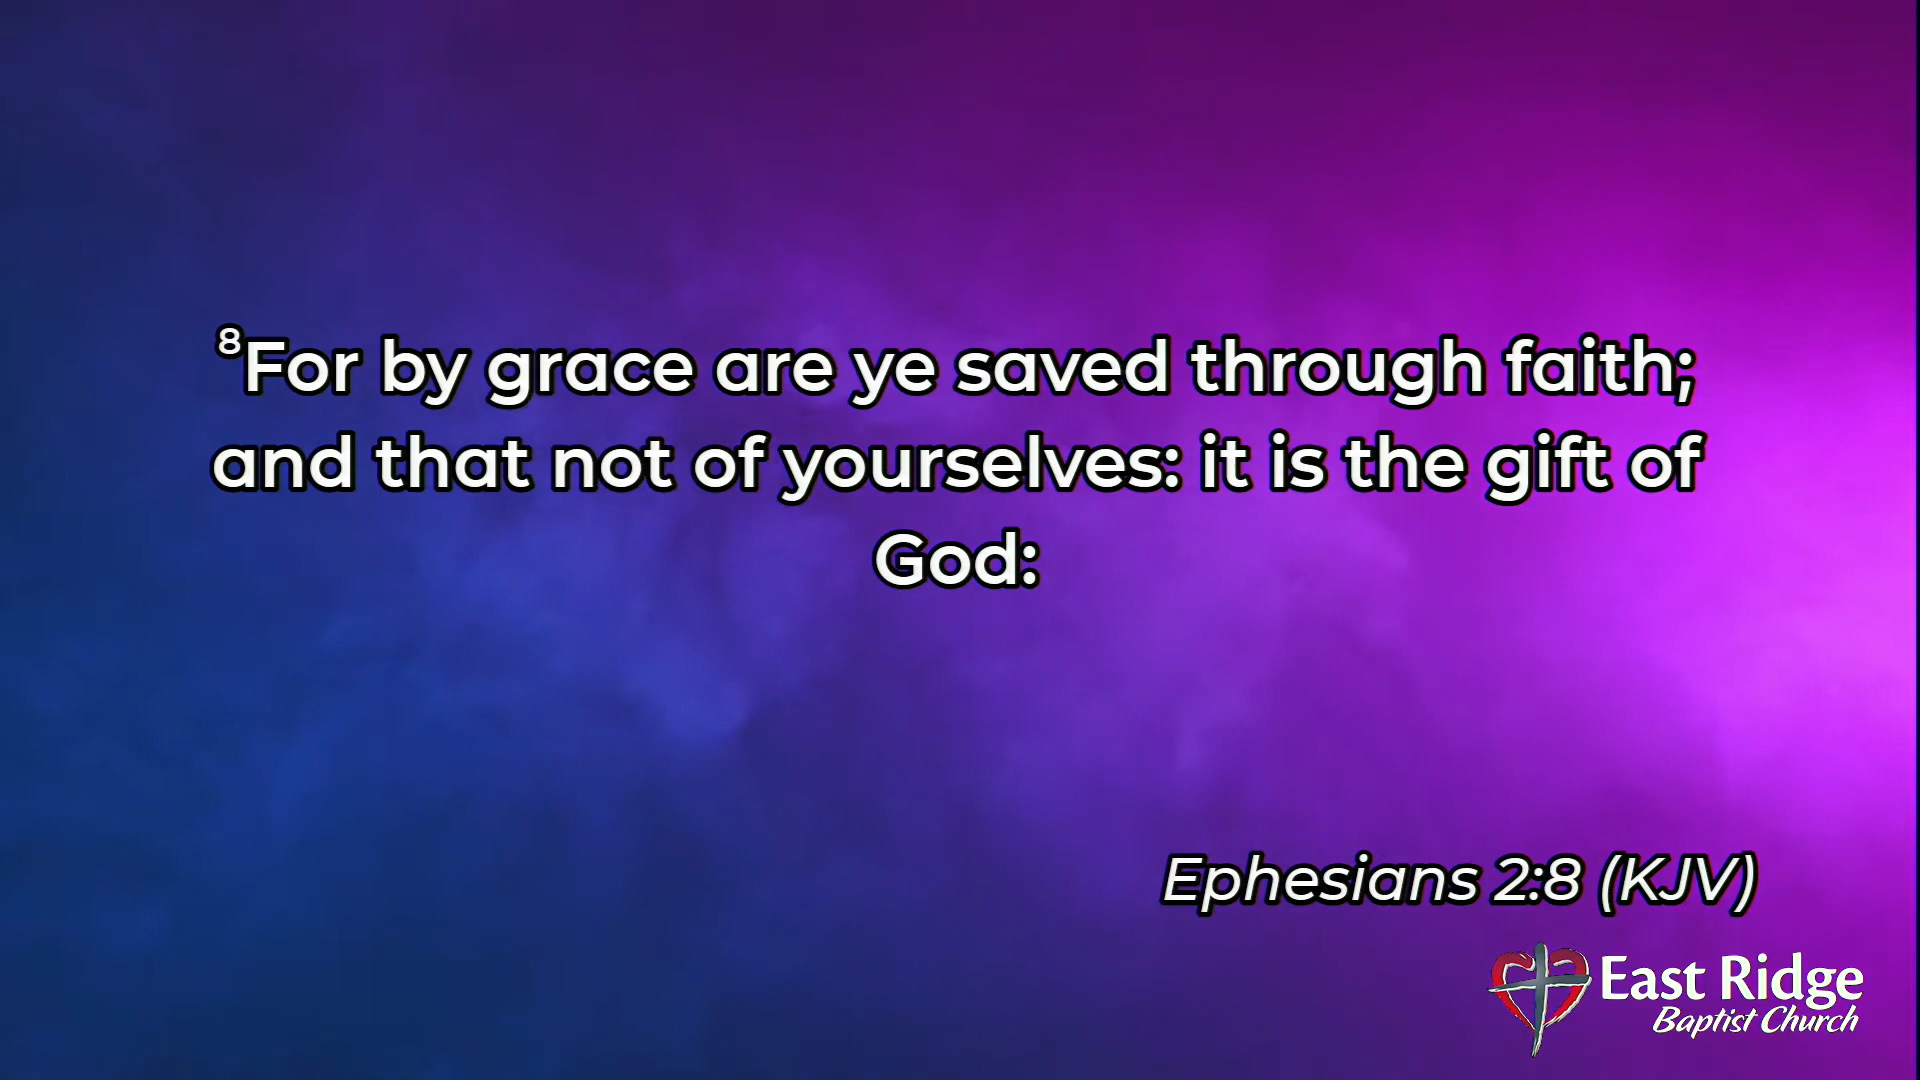 ⁸For by grace are ye saved through faith;
and that not of yourselves: it is the gift of
God:
Ephesians 2:8 (KJV)
East Ridge
Baptist Church